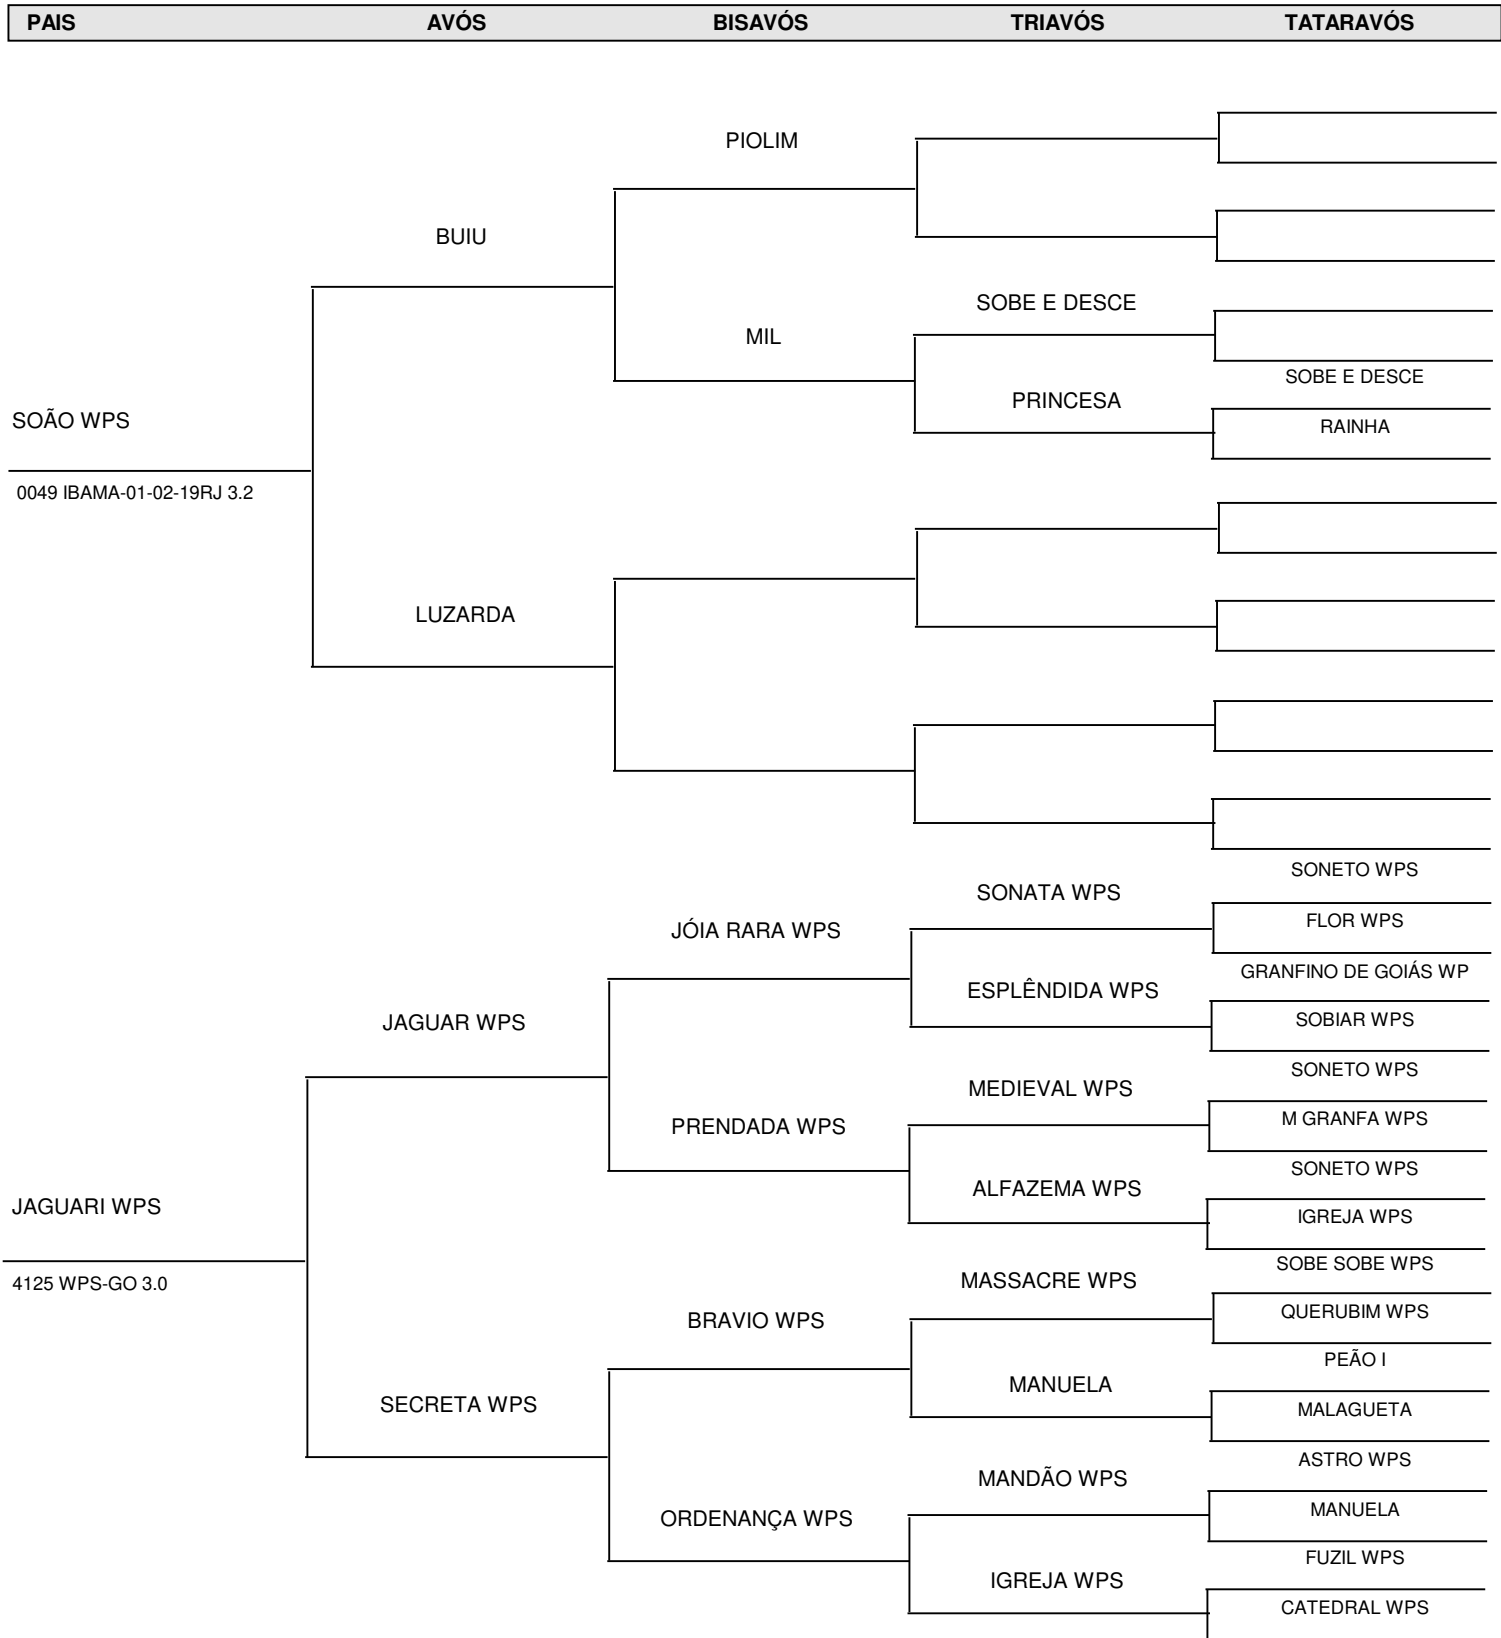 PAIS AVÓS BISAVÓS TRIAVÓS TATARAVÓS
PIOLIM
BUIU
SOBE E DESCE
MIL
SOBE E DESCE
PRINCESA
SOÃO WPS
RAINHA
0049 IBAMA-01-02-19RJ 3.2
LUZARDA
SONETO WPS
SONATA WPS
FLOR WPS
JÓIA RARA WPS
GRANFINO DE GOIÁS WP
ESPLÊNDIDA WPS
SOBIAR WPS
JAGUAR WPS
SONETO WPS
MEDIEVAL WPS
M GRANFA WPS
PRENDADA WPS
SONETO WPS
ALFAZEMA WPS
JAGUARI WPS
IGREJA WPS
SOBE SOBE WPS
4125 WPS-GO 3.0
MASSACRE WPS
QUERUBIM WPS
BRAVIO WPS
PEÃO I
MANUELA
SECRETA WPS
MALAGUETA
ASTRO WPS
MANDÃO WPS
MANUELA
ORDENANÇA WPS
FUZIL WPS
IGREJA WPS
CATEDRAL WPS